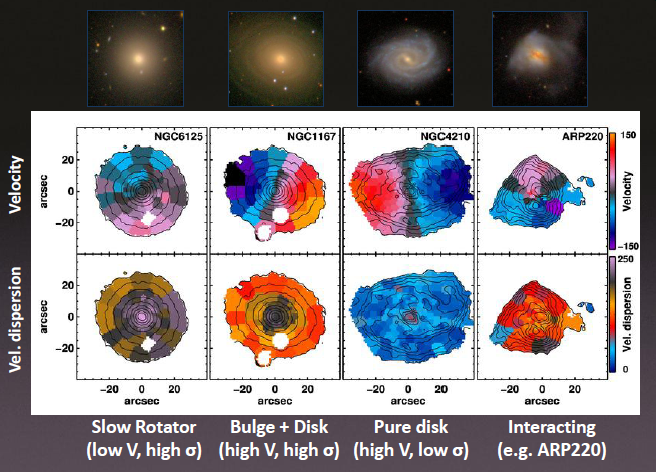 NGC6125
NGC1167
NGC4210
ARP220
Velocity
arcsec
20
0
−20
150
Velocity
−150
Vel. dispersion
arcsec
20
0
−20
250
Vel. dispersion
0
−20 0 20
−20 0 20
−20 0 20
−20 0 20
arcsec
arcsec
arcsec
arcsec
Slow Rotator
(low V, high σ)
Bulge + Disk
(high V, high σ)
Pure disk
(high V, low σ)
Interacting
(e.g. ARP220)